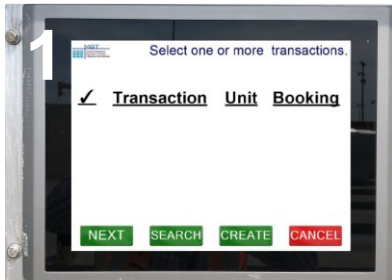 1
Select one or more transactions.
✓ Transaction Unit Booking
NEXT SEARCH CREATE CANCEL